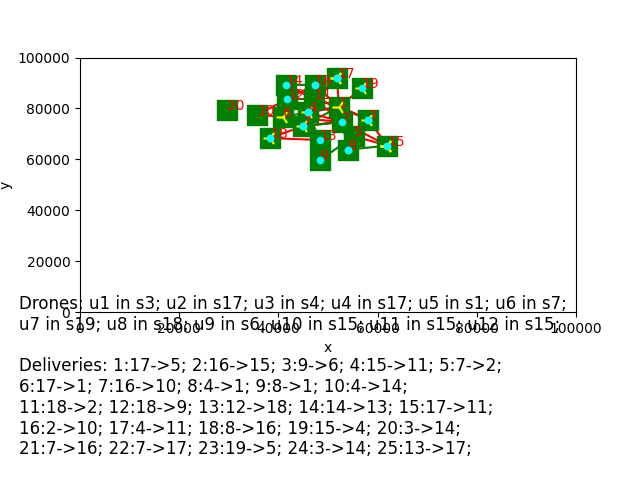 100000
80000
60000
40000
20000
0
y
20
17
19
15
0
20000
40000
60000
80000
100000
x
Drones: u1 in s3; u2 in s17; u3 in s4; u4 in s17; u5 in s1; u6 in s7;
u7 in s19; u8 in s18; u9 in s6; u10 in s15; u11 in s15; u12 in s15;
Deliveries: 1:17->5; 2:16->15; 3:9->6; 4:15->11; 5:7->2;
6:17->1; 7:16->10; 8:4->1; 9:8->1; 10:4->14;
11:18->2; 12:18->9; 13:12->18; 14:14->13; 15:17->11;
16:2->10; 17:4->11; 18:8->16; 19:15->4; 20:3->14;
21:7->16; 22:7->17; 23:19->5; 24:3->14; 25:13->17;